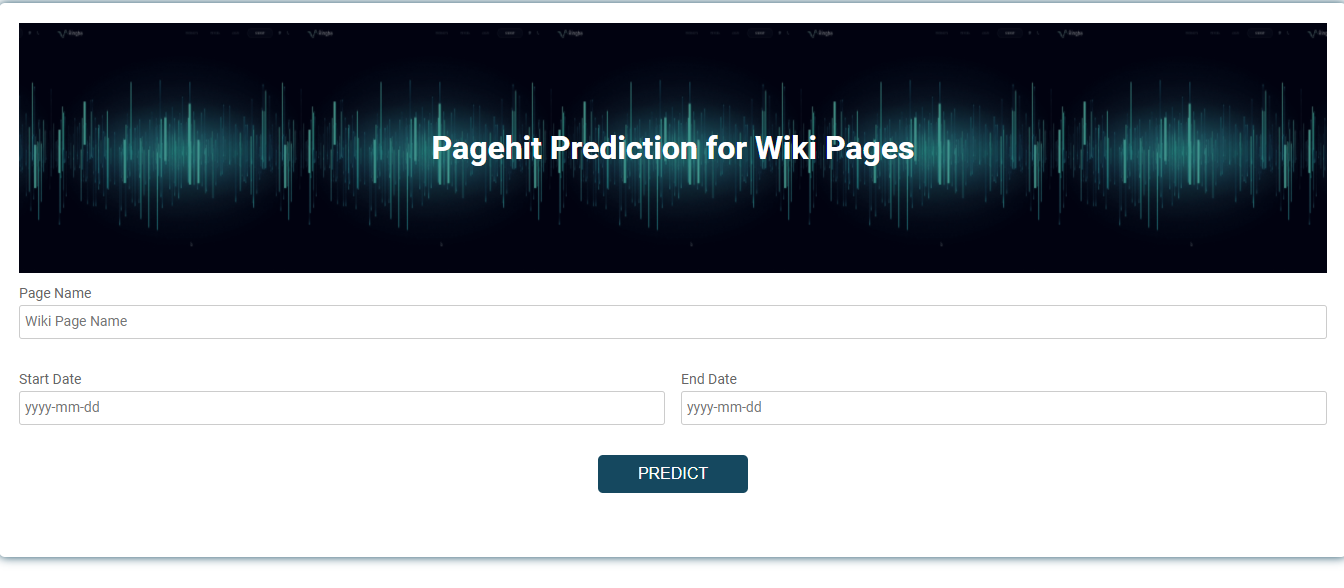 Pagehit Prediction for Wiki Pages
Page Name
Wiki Page Name
Start Date
End Date
yyyy-mm-dd
yyyy-mm-dd
PREDICT